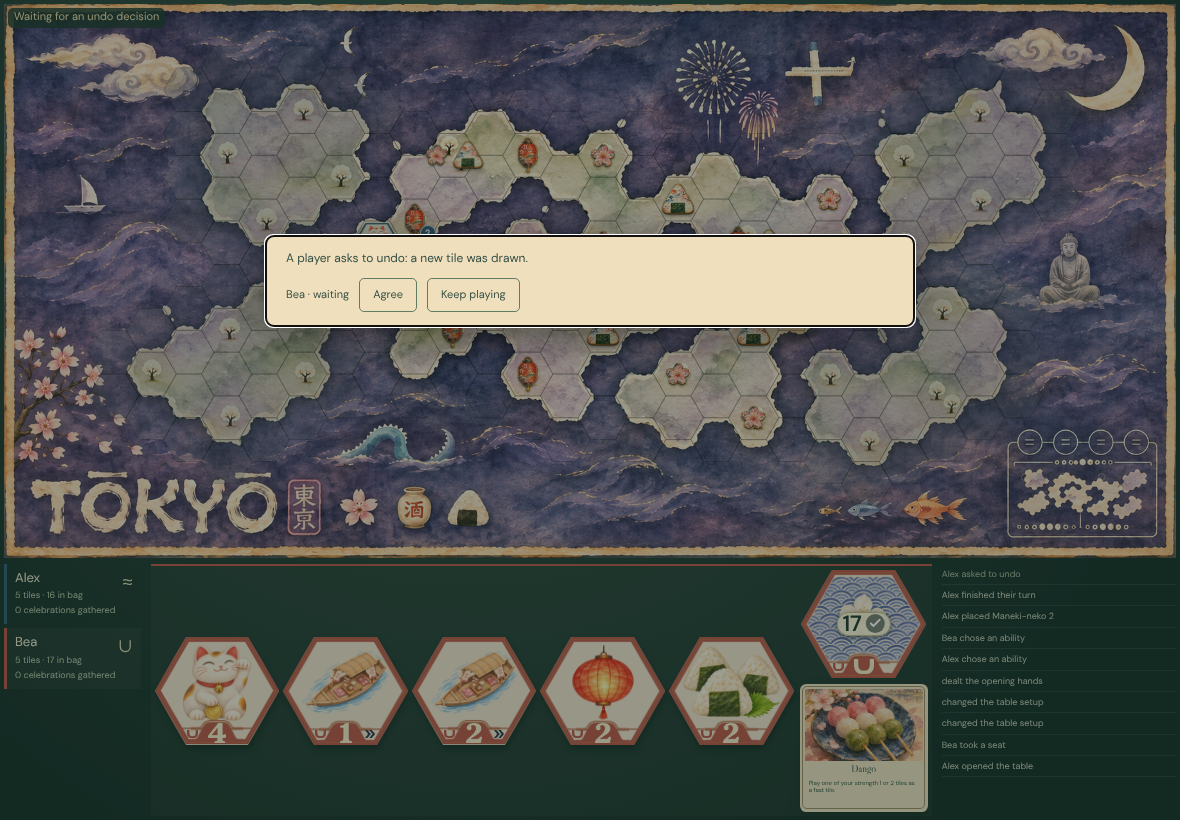 Waiting for an undo decision
2
A player asks to undo: a new tile was drawn.
Bea · waiting
Agree
Keep playing
TŌKYŌ
東京
酒
Alex
5 tiles · 16 in bag
0 celebrations gathered
Bea
5 tiles · 17 in bag
0 celebrations gathered
4
1 »
2 »
2
2
17
Dango
Play one of your strength 1 or 2 tiles as
a fast tile.
Alex asked to undo
Alex finished their turn
Alex placed Maneki-neko 2
Bea chose an ability
Alex chose an ability
dealt the opening hands
changed the table setup
changed the table setup
Bea took a seat
Alex opened the table